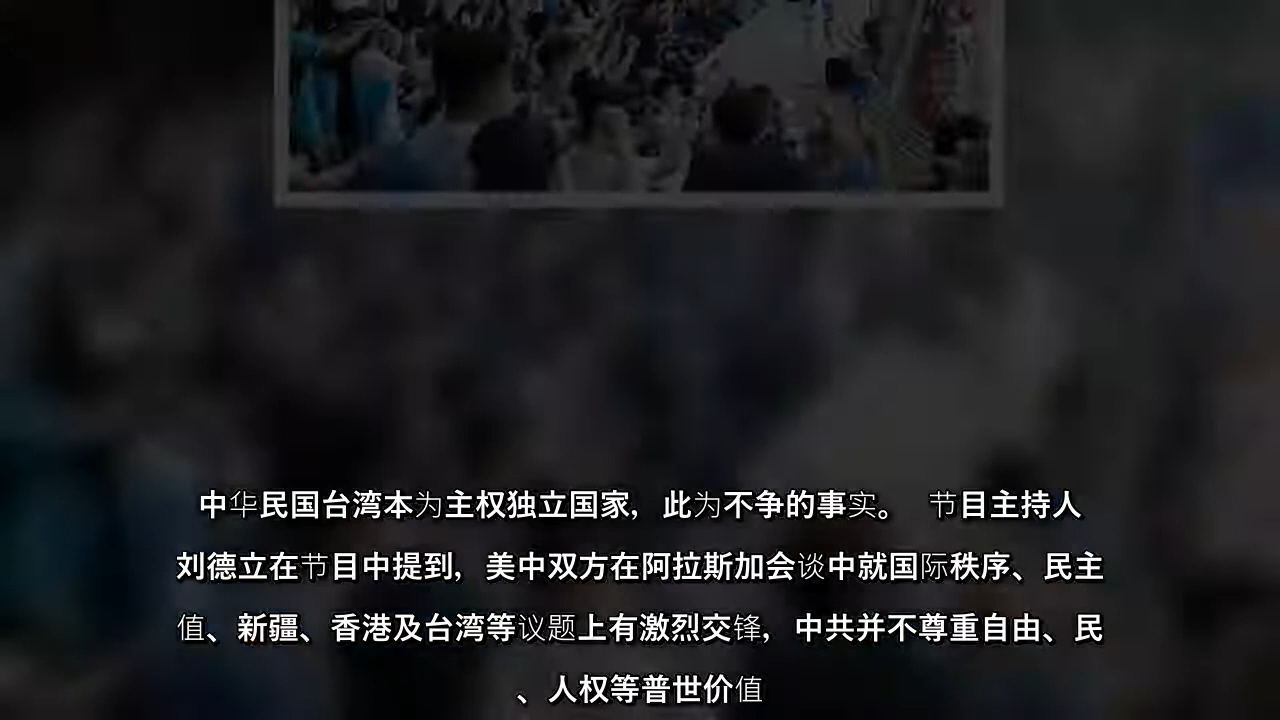 中华民国台湾本为主权独立国家，此为不争的事实。 节目主持人
刘德立在节目中提到，美中双方在阿拉斯加会谈中就国际秩序、民主
值、新疆、香港及台湾等议题上有激烈交锋，中共并不尊重自由、民
、人权等普世价值